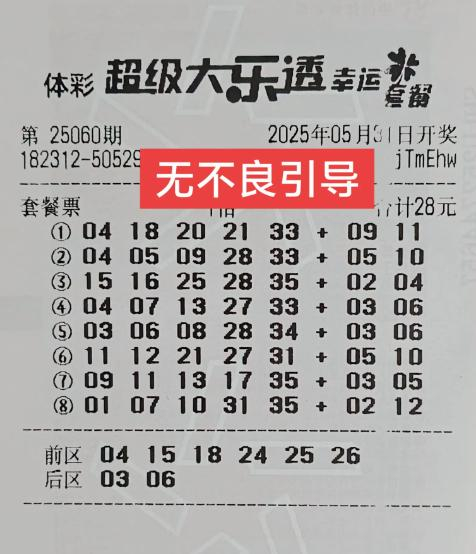 体彩 超级大乐透 幸运 套餐
第 25060期 2025年05月31日开奖
182312-50529 jTmEhw
无不良引导
套餐票 合计28元
① 04 18 20 21 33 + 09 11
② 04 05 09 28 33 + 05 10
③ 15 16 25 28 35 + 02 04
④ 04 07 13 27 33 + 03 06
⑤ 03 06 08 28 34 + 03 06
⑥ 11 12 21 27 31 + 05 10
⑦ 09 11 13 17 35 + 03 05
⑧ 01 07 10 31 35 + 02 12
前区 04 15 18 24 25 26
后区 03 06